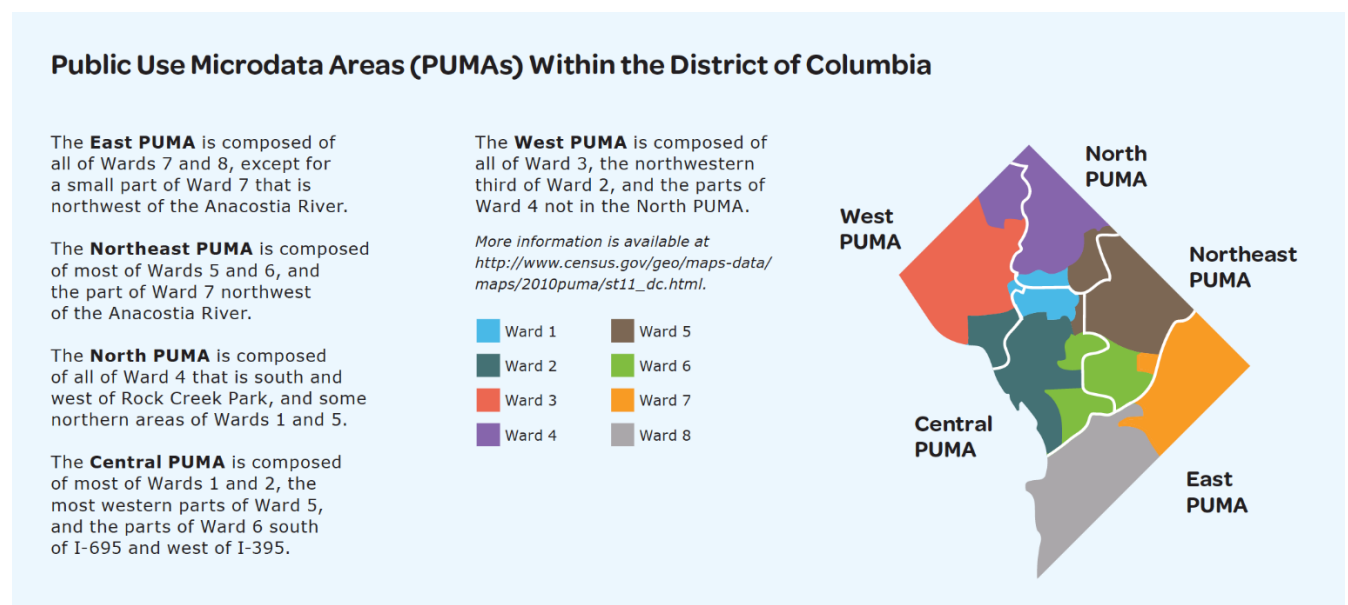 Public Use Microdata Areas (PUMAs) Within the District of Columbia
The East PUMA is composed of
all of Wards 7 and 8, except for
a small part of Ward 7 that is
northwest of the Anacostia River.
The Northeast PUMA is composed
of most of Wards 5 and 6, and
the part of Ward 7 northwest
of the Anacostia River.
The North PUMA is composed
of all of Ward 4 that is south and
west of Rock Creek Park, and some
northern areas of Wards 1 and 5.
The Central PUMA is composed
of most of Wards 1 and 2, the
most western parts of Ward 5,
and the parts of Ward 6 south
of I-695 and west of I-395.
The West PUMA is composed of
all of Ward 3, the northwestern
third of Ward 2, and the parts of
Ward 4 not in the North PUMA.
More information is available at
http://www.census.gov/geo/maps-data/
maps/2010puma/st11_dc.html.
Ward 1
Ward 2
Ward 3
Ward 4
Ward 5
Ward 6
Ward 7
Ward 8
North
PUMA
West
PUMA
Northeast
PUMA
Central
PUMA
East
PUMA